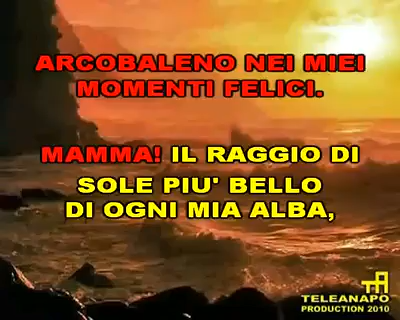 ARCOBALENO NEI MIEI
MOMENTI FELICI.
MAMMA! IL RAGGIO DI
SOLE PIU' BELLO
DI OGNI MIA ALBA,
TELEANAPO
PRODUCTION 2010